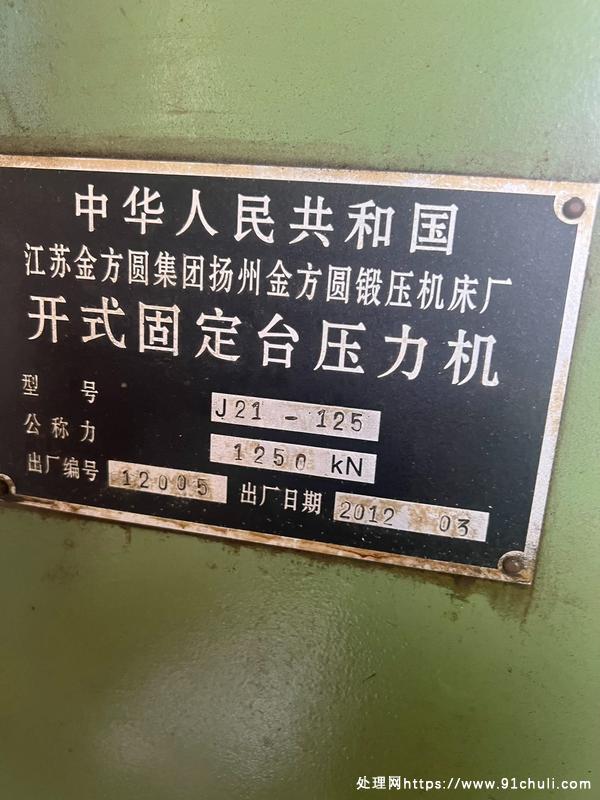 中华人民共和国
江苏金方圆集团扬州金方圆锻压机床厂
开式固定台压力机
型 号 J21 - 125
公称力 1250 kN
出厂编号 12005 出厂日期 2012 03
处理网https://www.91chuli.com